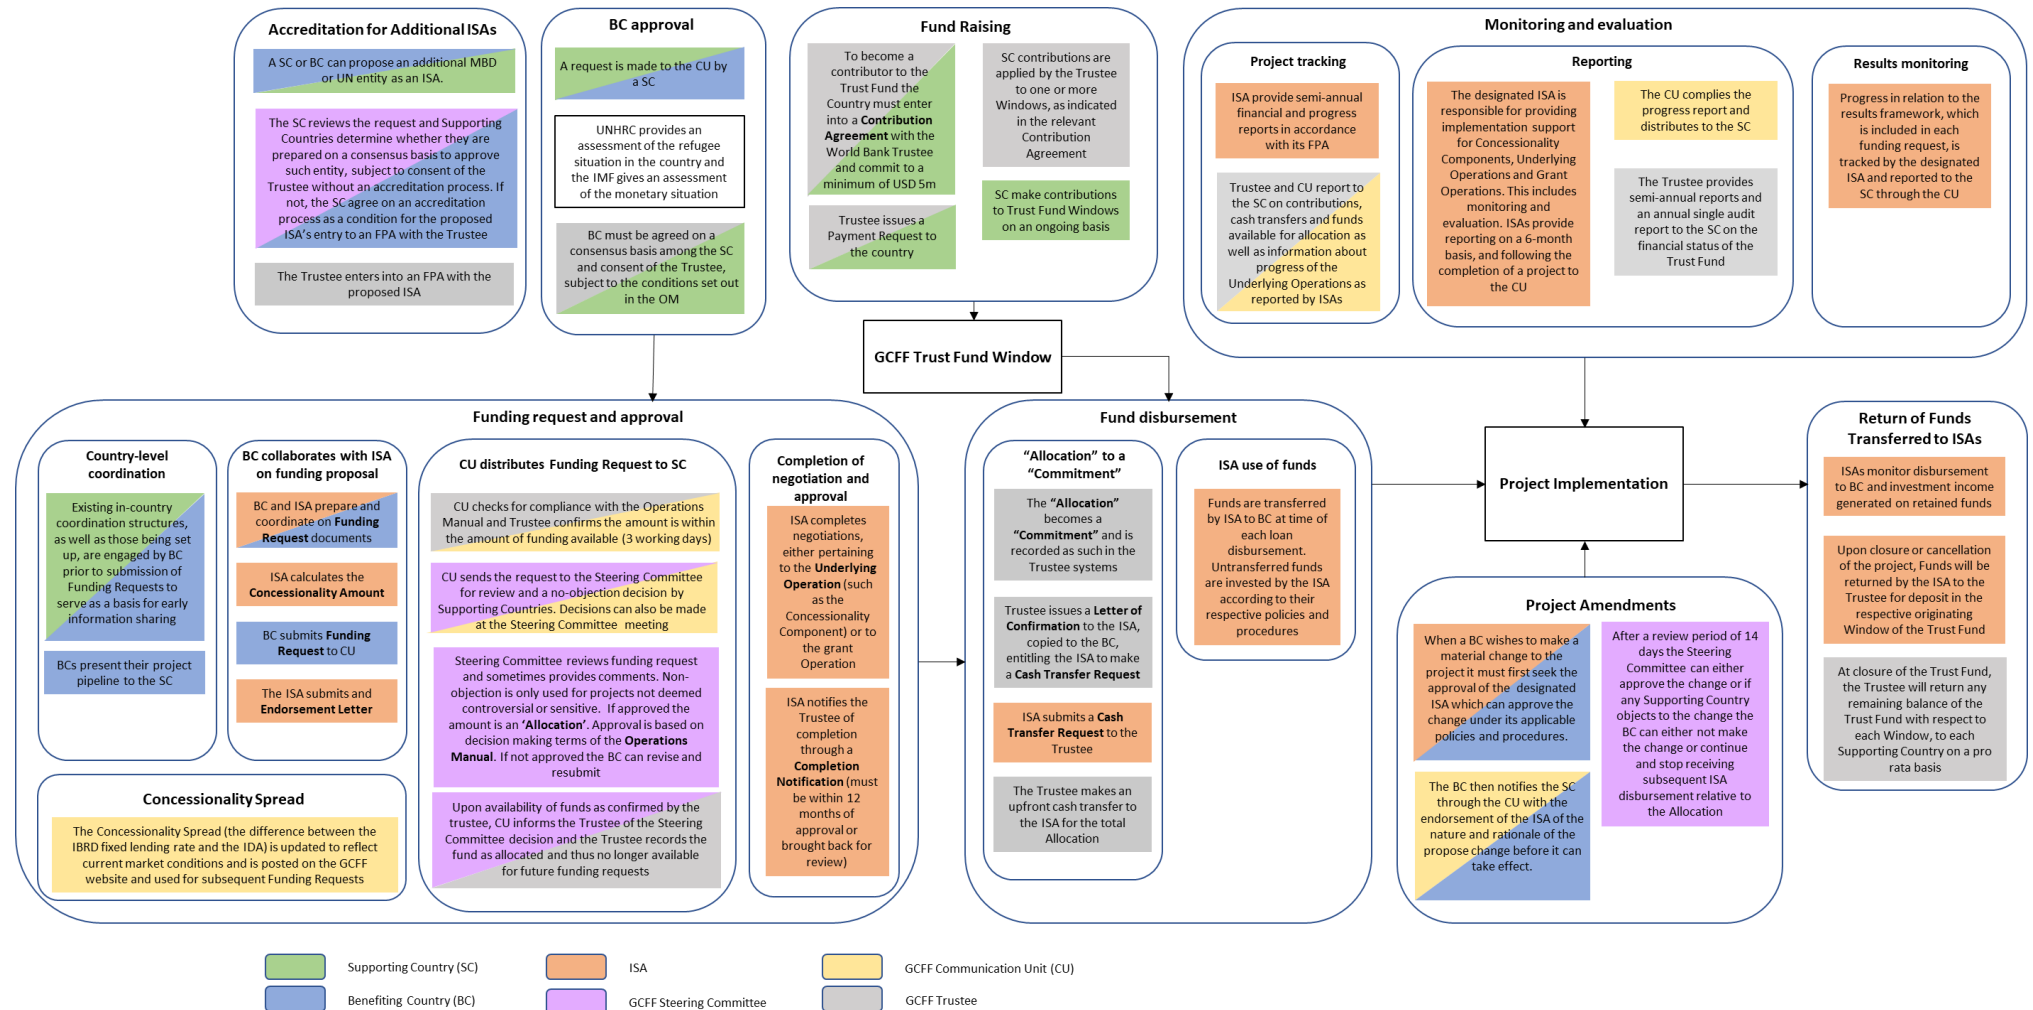 Accreditation for Additional ISAs
A SC or BC can propose an additional MBD
or UN entity as an ISA.
The SC reviews the request and Supporting
Countries determine whether they are
prepared on a consensus basis to approve
such entity, subject to consent of the
Trustee without an accreditation process. If
not, the SC agree on an accreditation
process as a condition for the proposed
ISA's entry to an FPA with the Trustee
The Trustee enters into an FPA with the
proposed ISA
BC approval
A request is made to the CU by
a SC
UNHRC provides an
assessment of the refugee
situation in the country and
the IMF gives an assessment
of the monetary situation
BC must be agreed on a
consensus basis among the SC
and consent of the Trustee,
subject to the conditions set out
in the OM
Fund Raising
To become a
contributor to the
Trust Fund the
Country must enter
into a Contribution
Agreement with the
World Bank Trustee
and commit to a
minimum of USD 5m
Trustee issues a
Payment Request to
the country
SC contributions are
applied by the Trustee
to one or more
Windows, as indicated
in the relevant
Contribution
Agreement
SC make contributions
to Trust Fund Windows
on an ongoing basis
Monitoring and evaluation
Project tracking
ISA provide semi-annual
financial and progress
reports in accordance
with its FPA
Trustee and CU report to
the SC on contributions,
cash transfers and funds
available for allocation as
well as information about
progress of the
Underlying Operations as
reported by ISAs
Reporting
The designated ISA is
responsible for providing
implementation support
for Concessionality
Components, Underlying
Operations and Grant
Operations. This includes
monitoring and
evaluation. ISAs provide
reporting on a 6-month
basis, and following the
completion of a project to
the CU
The CU complies the
progress report and
distributes to the SC
The Trustee provides
semi-annual reports and
an annual single audit
report to the SC on the
financial status of the
Trust Fund
Results monitoring
Progress in relation to the
results framework, which
is included in each
funding request, is
tracked by the designated
ISA and reported to the
SC through the CU
GCFF Trust Fund Window
Funding request and approval
Country-level
coordination
Existing in-country
coordination structures,
as well as those being set
up, are engaged by BC
prior to submission of
Funding Requests to
serve as a basis for early
information sharing
BCs present their project
pipeline to the SC
BC collaborates with ISA
on funding proposal
BC and ISA prepare and
coordinate on Funding
Request documents
ISA calculates the
Concessionality Amount
BC submits Funding
Request to CU
The ISA submits and
Endorsement Letter
CU distributes Funding Request to SC
CU checks for compliance with the Operations
Manual and Trustee confirms the amount is within
the amount of funding available (3 working days)
CU sends the request to the Steering Committee
for review and a no-objection decision by
Supporting Countries. Decisions can also be made
at the Steering Committee meeting
Steering Committee reviews funding request
and sometimes provides comments. Non-
objection is only used for projects not deemed
controversial or sensitive. If approved the
amount is an 'Allocation'. Approval is based on
decision making terms of the Operations
Manual. If not approved the BC can revise and
resubmit
Upon availability of funds as confirmed by the
trustee, CU informs the Trustee of the Steering
Committee decision and the Trustee records the
fund as allocated and thus no longer available
for future funding requests
Completion of
negotiation and
approval
ISA completes
negotiations,
either pertaining
to the Underlying
Operation (such
as the
Concessionality
Component) or to
the grant
Operation
ISA notifies the
Trustee of
completion
through a
Completion
Notification (must
be within 12
months of
approval or
brought back for
review)
Concessionality Spread
The Concessionality Spread (the difference between the
IBRD fixed lending rate and the IDA) is updated to reflect
current market conditions and is posted on the GCFF
website and used for subsequent Funding Requests
Fund disbursement
“Allocation” to a
“Commitment”
The “Allocation”
becomes a
“Commitment” and is
recorded as such in the
Trustee systems
Trustee issues a Letter of
Confirmation to the ISA,
copied to the BC,
entitling the ISA to make
a Cash Transfer Request
ISA submits a Cash
Transfer Request to the
Trustee
The Trustee makes an
upfront cash transfer to
the ISA for the total
Allocation
ISA use of funds
Funds are transferred
by ISA to BC at time of
each loan
disbursement.
Untransferred funds
are invested by the ISA
according to their
respective policies and
procedures
Project Implementation
Project Amendments
When a BC wishes to make a
material change to the
project it must first seek the
approval of the designated
ISA which can approve the
change under its applicable
policies and procedures.
The BC then notifies the SC
through the CU with the
endorsement of the ISA of the
nature and rationale of the
propose change before it can
take effect.
After a review period of 14
days the Steering
Committee can either
approve the change or if
any Supporting Country
objects to the change the
BC can either not make
the change or continue
and stop receiving
subsequent ISA
disbursement relative to
the Allocation
Return of Funds
Transferred to ISAs
ISAs monitor disbursement
to BC and investment income
generated on retained funds
Upon closure or cancellation
of the project, Funds will be
returned by the ISA to the
Trustee for deposit in the
respective originating
Window of the Trust Fund
At closure of the Trust Fund,
the Trustee will return any
remaining balance of the
Trust Fund with respect to
each Window, to each
Supporting Country on a pro
rata basis
Supporting Country (SC)
ISA
GCFF Communication Unit (CU)
Benefiting Country (BC)
GCFF Steering Committee
GCFF Trustee